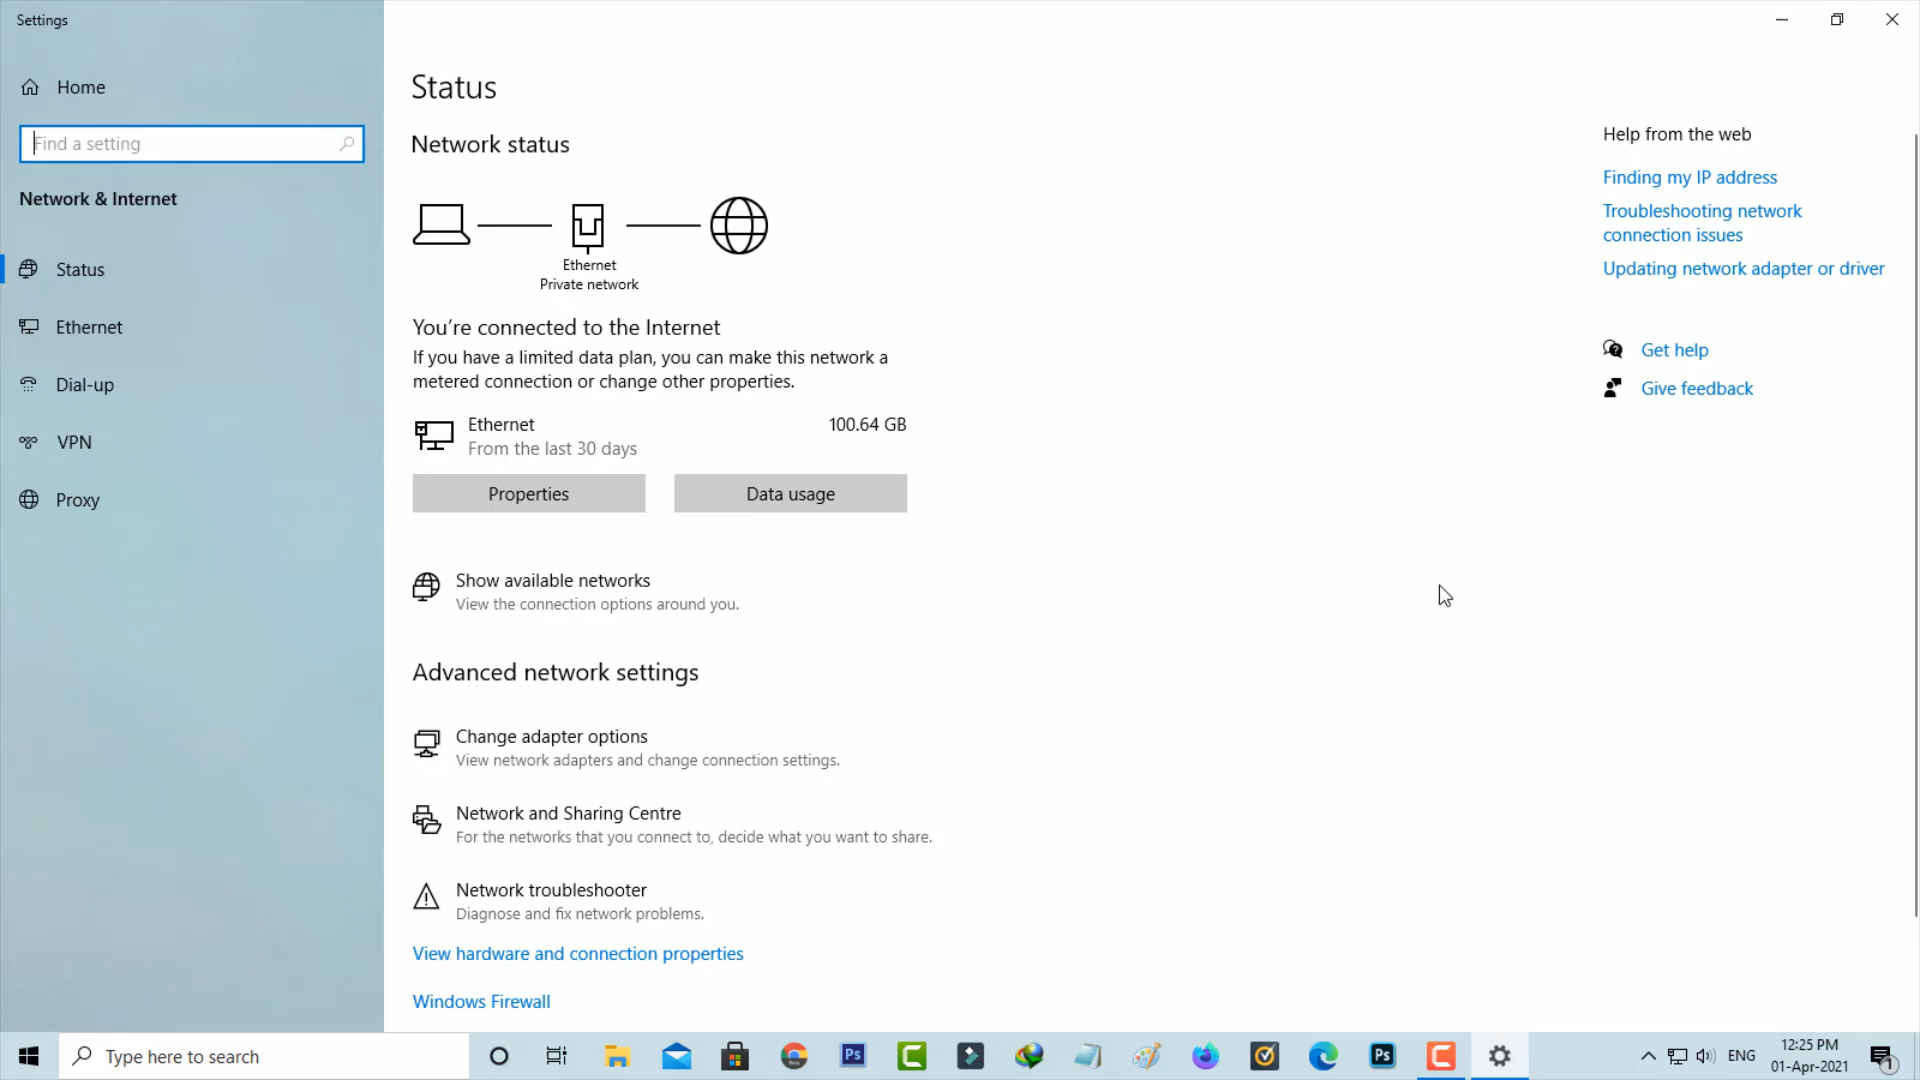 Settings
Home
Find a setting
Network & Internet
Status
Ethernet
Dial-up
VPN
Proxy
Status
Network status
Ethernet
Private network
You're connected to the Internet
If you have a limited data plan, you can make this network a
metered connection or change other properties.
Ethernet 100.64 GB
From the last 30 days
Properties Data usage
Show available networks
View the connection options around you.
Advanced network settings
Change adapter options
View network adapters and change connection settings.
Network and Sharing Centre
For the networks that you connect to, decide what you want to share.
Network troubleshooter
Diagnose and fix network problems.
View hardware and connection properties
Windows Firewall
Help from the web
Finding my IP address
Troubleshooting network
connection issues
Updating network adapter or driver
Get help
Give feedback
Type here to search
Ps
Ps
ENG
12:25 PM
01-Apr-2021
1